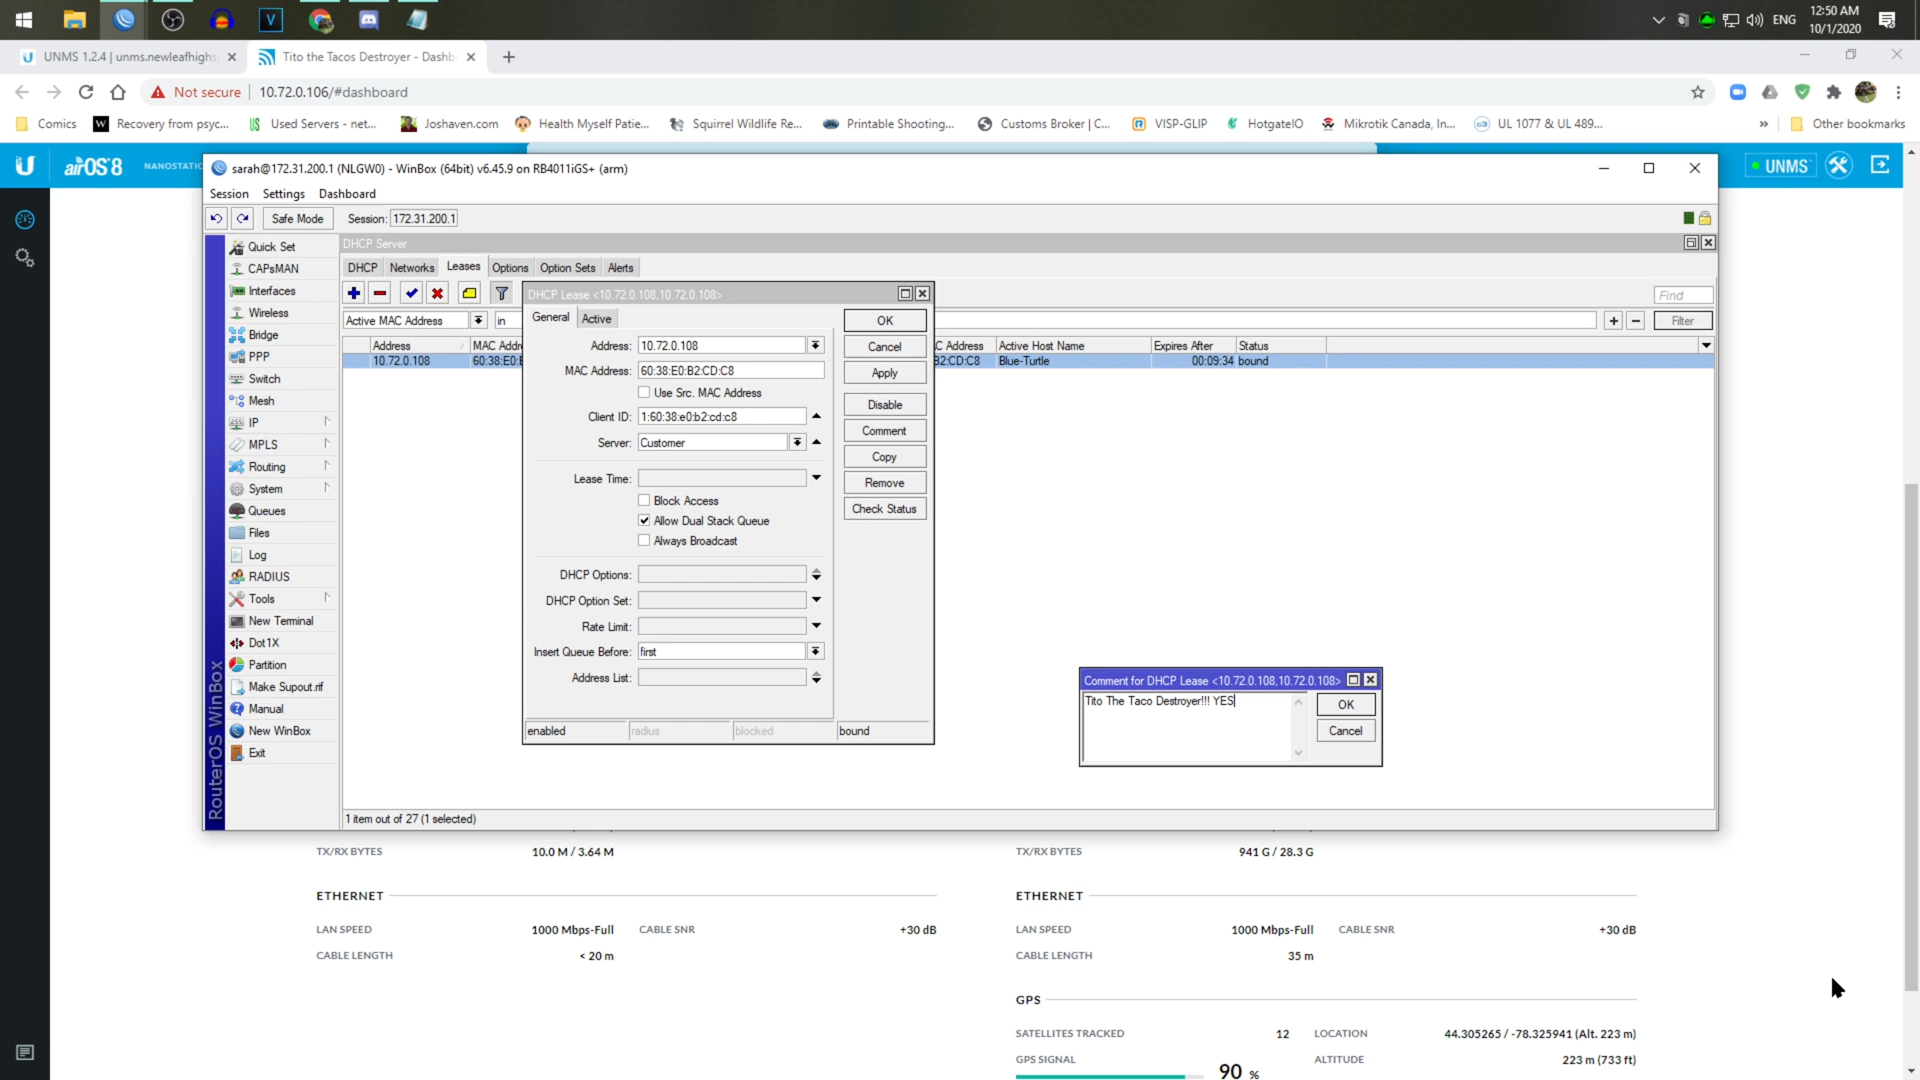 ENG
12:50 AM
10/1/2020
UNMS 1.2.4 | unms.newleafhighs
Tito the Tacos Destroyer - Dashb
Not secure
10.72.0.106/#dashboard
Comics
Recovery from psyc...
Used Servers - net...
Joshaven.com
Health Myself Patie...
Squirrel Wildlife Re...
Printable Shooting...
Customs Broker | C...
VISP-GLIP
HotgateIO
Mikrotik Canada, In...
UL 1077 & UL 489...
»
Other bookmarks
airOS 8
NANOSTATIC
UNMS
sarah@172.31.200.1 (NLGW0) - WinBox (64bit) v6.45.9 on RB4011iGS+ (arm)
Session Settings Dashboard
Safe Mode
Session: 172.31.200.1
RouterOS WinBox
Quick Set
CAPsMAN
Interfaces
Wireless
Bridge
PPP
Switch
Mesh
IP
MPLS
Routing
System
Queues
Files
Log
RADIUS
Tools
New Terminal
Dot1X
Partition
Make Supout.rif
Manual
New WinBox
Exit
DHCP Server
DHCP Networks Leases Options Option Sets Alerts
Find
Active MAC Address
in
Filter
Address
MAC Addr
C Address
Active Host Name
Expires After
Status
10.72.0.108
60:38:E0:B
B2:CD:C8
Blue-Turtle
00:09:34
bound
1 item out of 27 (1 selected)
DHCP Lease <10.72.0.108,10.72.0.108>
General Active
Address: 10.72.0.108
MAC Address: 60:38:E0:B2:CD:C8
Use Src. MAC Address
Client ID: 1:60:38:e0:b2:cd:c8
Server: Customer
Lease Time:
Block Access
Allow Dual Stack Queue
Always Broadcast
DHCP Options:
DHCP Option Set:
Rate Limit:
Insert Queue Before: first
Address List:
enabled
radius
blocked
bound
OK
Cancel
Apply
Disable
Comment
Copy
Remove
Check Status
Comment for DHCP Lease <10.72.0.108,10.72.0.108>
Tito The Taco Destroyer!!! YES
OK
Cancel
TX/RX BYTES 10.0 M / 3.64 M
ETHERNET
LAN SPEED 1000 Mbps-Full CABLE SNR +30 dB
CABLE LENGTH < 20 m
TX/RX BYTES 941 G / 28.3 G
ETHERNET
LAN SPEED 1000 Mbps-Full CABLE SNR +30 dB
CABLE LENGTH 35 m
GPS
SATELLITES TRACKED 12 LOCATION 44.305265 / -78.325941 (Alt. 223 m)
GPS SIGNAL 90 % ALTITUDE 223 m (733 ft)